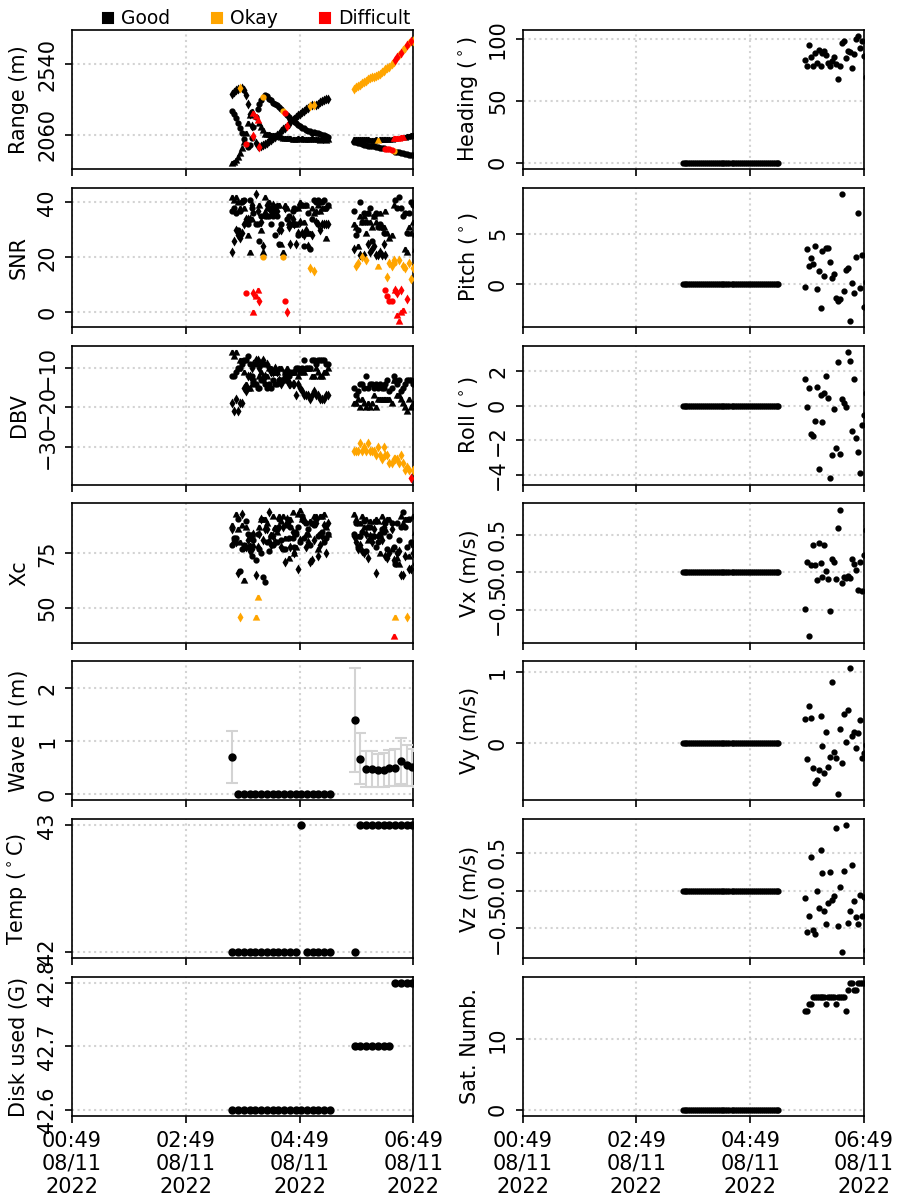 Good Okay Difficult
Range (m)
2540
2060
Heading (°)
100
50
0
SNR
40
20
0
Pitch (°)
5
0
DBV
−10
−20
−30
Roll (°)
2
0
−2
−4
Xc
75
50
Vx (m/s)
0.5
0.0
−0.5
Wave H (m)
2
1
0
Vy (m/s)
1
0
Temp (°C)
43
42
Vz (m/s)
0.5
0.0
−0.5
Disk used (G)
42.8
42.7
42.6
Sat. Numb.
10
0
00:49 02:49 04:49 06:49
08/11 08/11 08/11 08/11
2022 2022 2022 2022
00:49 02:49 04:49 06:49
08/11 08/11 08/11 08/11
2022 2022 2022 2022